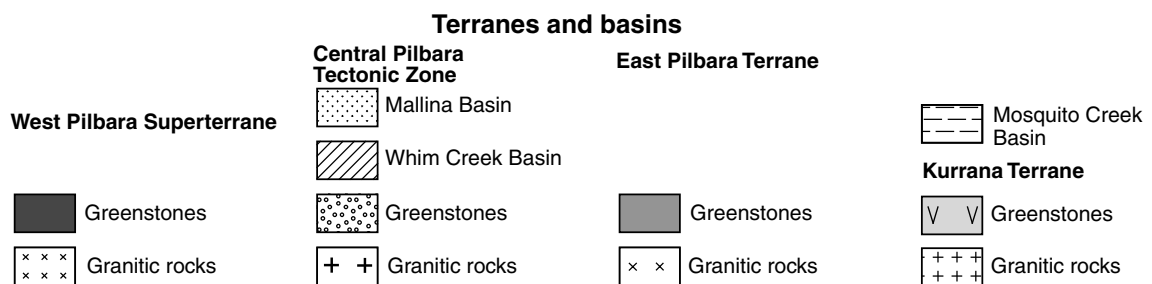 Terranes and basins
Central Pilbara
Tectonic Zone
East Pilbara Terrane
Mallina Basin
West Pilbara Superterrane
Mosquito Creek
Basin
Whim Creek Basin
Kurrana Terrane
Greenstones
Greenstones
Greenstones
Greenstones
Granitic rocks
Granitic rocks
Granitic rocks
Granitic rocks